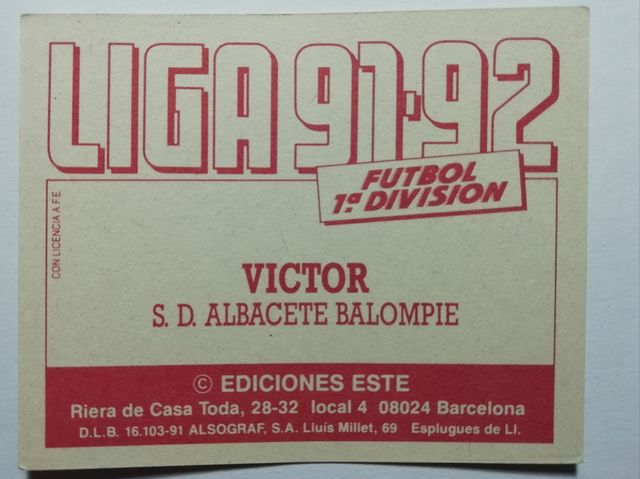 LIGA 91-92
FUTBOL
1ª DIVISION
CON LICENCIA A.F.E.
VICTOR
S. D. ALBACETE BALOMPIE
© EDICIONES ESTE
Riera de Casa Toda, 28-32 local 4 08024 Barcelona
D.L.B. 16.103-91 ALSOGRAF, S.A. Lluís Millet, 69 Esplugues de Ll.